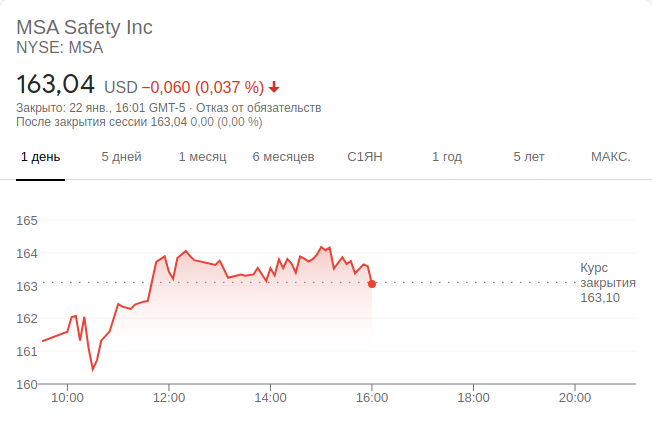 MSA Safety Inc
NYSE: MSA
163,04 USD −0,060 (0,037 %)
Закрыто: 22 янв., 16:01 GMT-5 · Отказ от обязательств
После закрытия сессии 163,04 0,00 (0,00 %)
1 день 5 дней 1 месяц 6 месяцев С1ЯН 1 год 5 лет МАКС.
165
164
163
162
161
160
Курс
закрытия
163,10
10:00 12:00 14:00 16:00 18:00 20:00